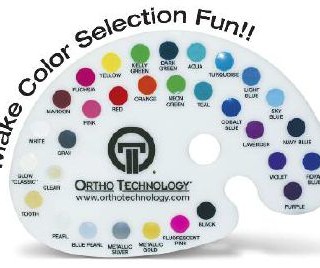 Make Color Selection Fun!!
KELLY GREEN
DARK GREEN
AQUA
YELLOW
TURQUOISE
FUCHSIA
LIGHT BLUE
ORANGE
NEON GREEN
TEAL
MAROON
PINK
RED
SKY BLUE
COBALT BLUE
NAVY BLUE
LAVENDER
WHITE
GRAY
GLOW "CLASSIC"
CLEAR
VIOLET
ROYAL BLUE
ORTHO TECHNOLOGY
www.orthotechnology.com
TOOTH
PURPLE
PEARL
BLUE PEARL
METALLIC SILVER
METALLIC GOLD
FLUORESCENT PINK
BLACK